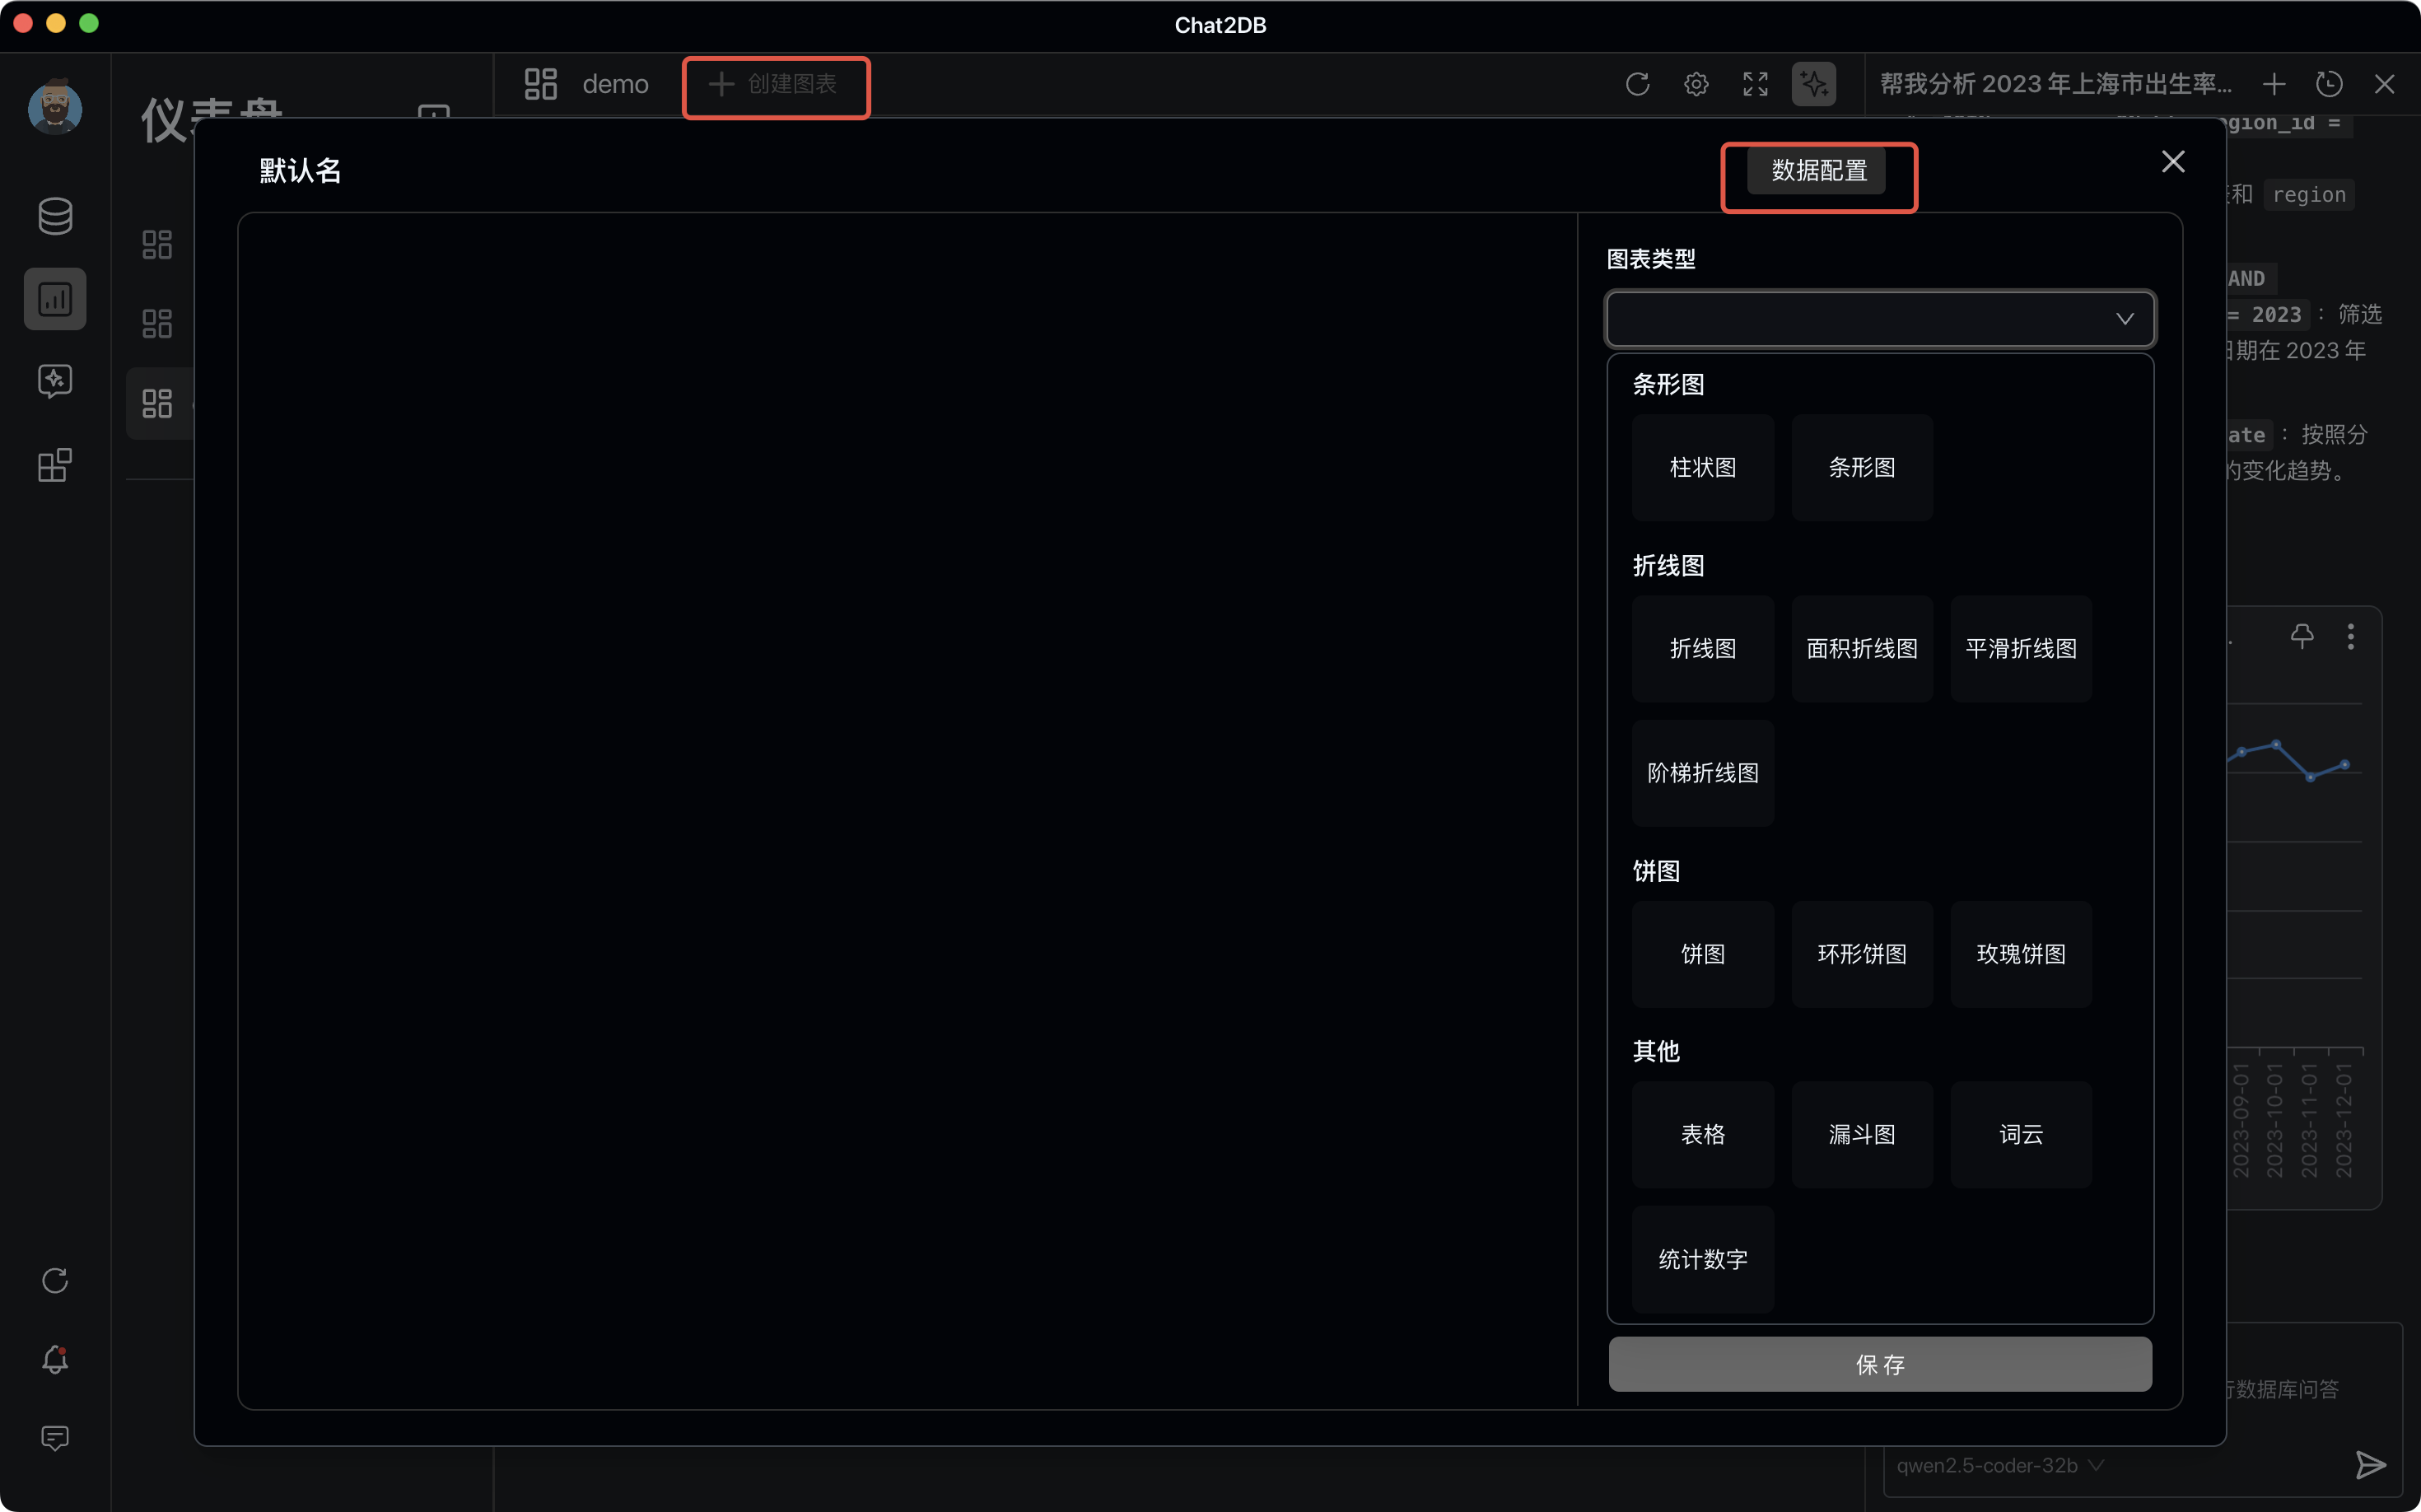 Chat2DB
仪表盘
demo
创建图表
帮我分析 2023 年上海市出生率...
默认名
数据配置
region_id =
和 region
图表类型
AND
= 2023 ： 筛选
日期在 2023 年
条形图
柱状图 条形图
ate ： 按照分
的变化趋势。
折线图
折线图 面积折线图 平滑折线图
阶梯折线图
饼图
饼图 环形饼图 玫瑰饼图
其他
表格 漏斗图 词云
统计数字
2023-09-01
2023-10-01
2023-11-01
2023-12-01
保 存
行数据库问答
qwen2.5-coder-32b